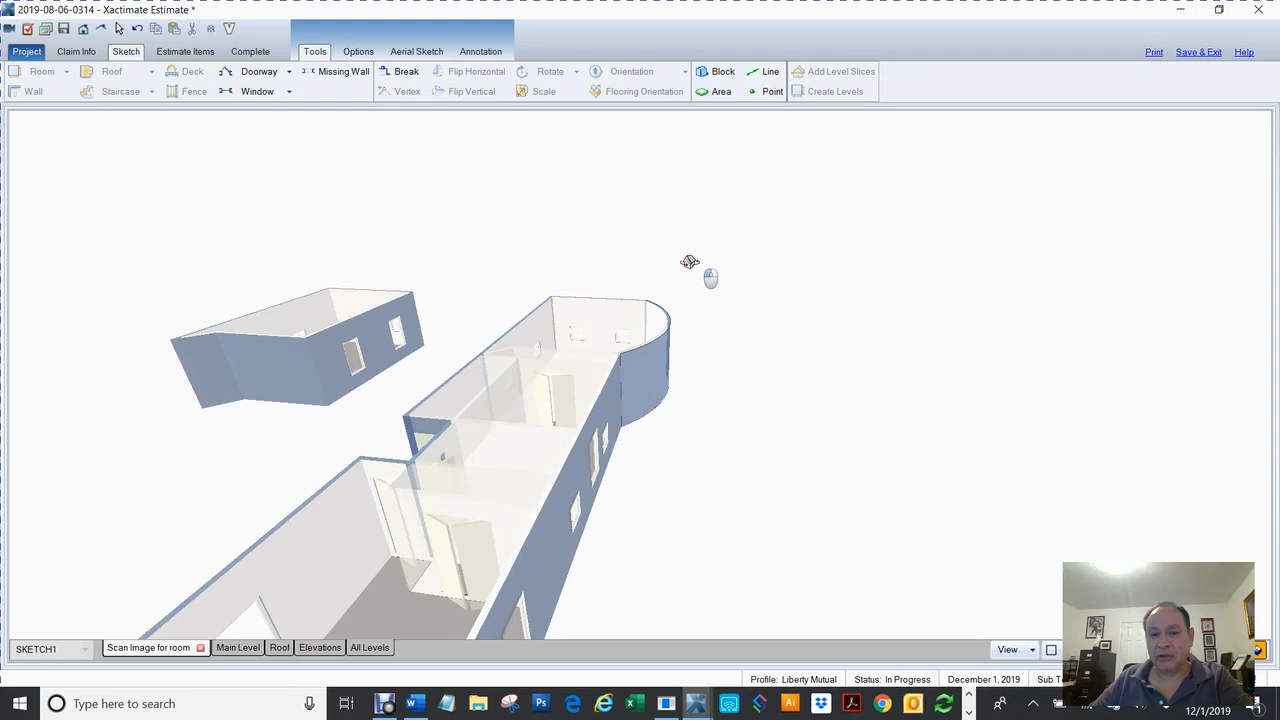 2019-08-06-0314 - Xactimate Estimate *
Project Claim Info Sketch Estimate Items Complete Tools Options Aerial Sketch Annotation Print Save & Exit Help
Room Roof Deck Doorway Missing Wall Break Flip Horizontal Rotate Orientation Block Line Add Level Slices
Wall Staircase Fence Window Vertex Flip Vertical Scale Flooring Orientation Area Point Create Levels
SKETCH1 Scan Image for room Main Level Roof Elevations All Levels View
Profile: Liberty Mutual Status: In Progress December 1, 2019 Sub T
Type here to search
12/1/2019